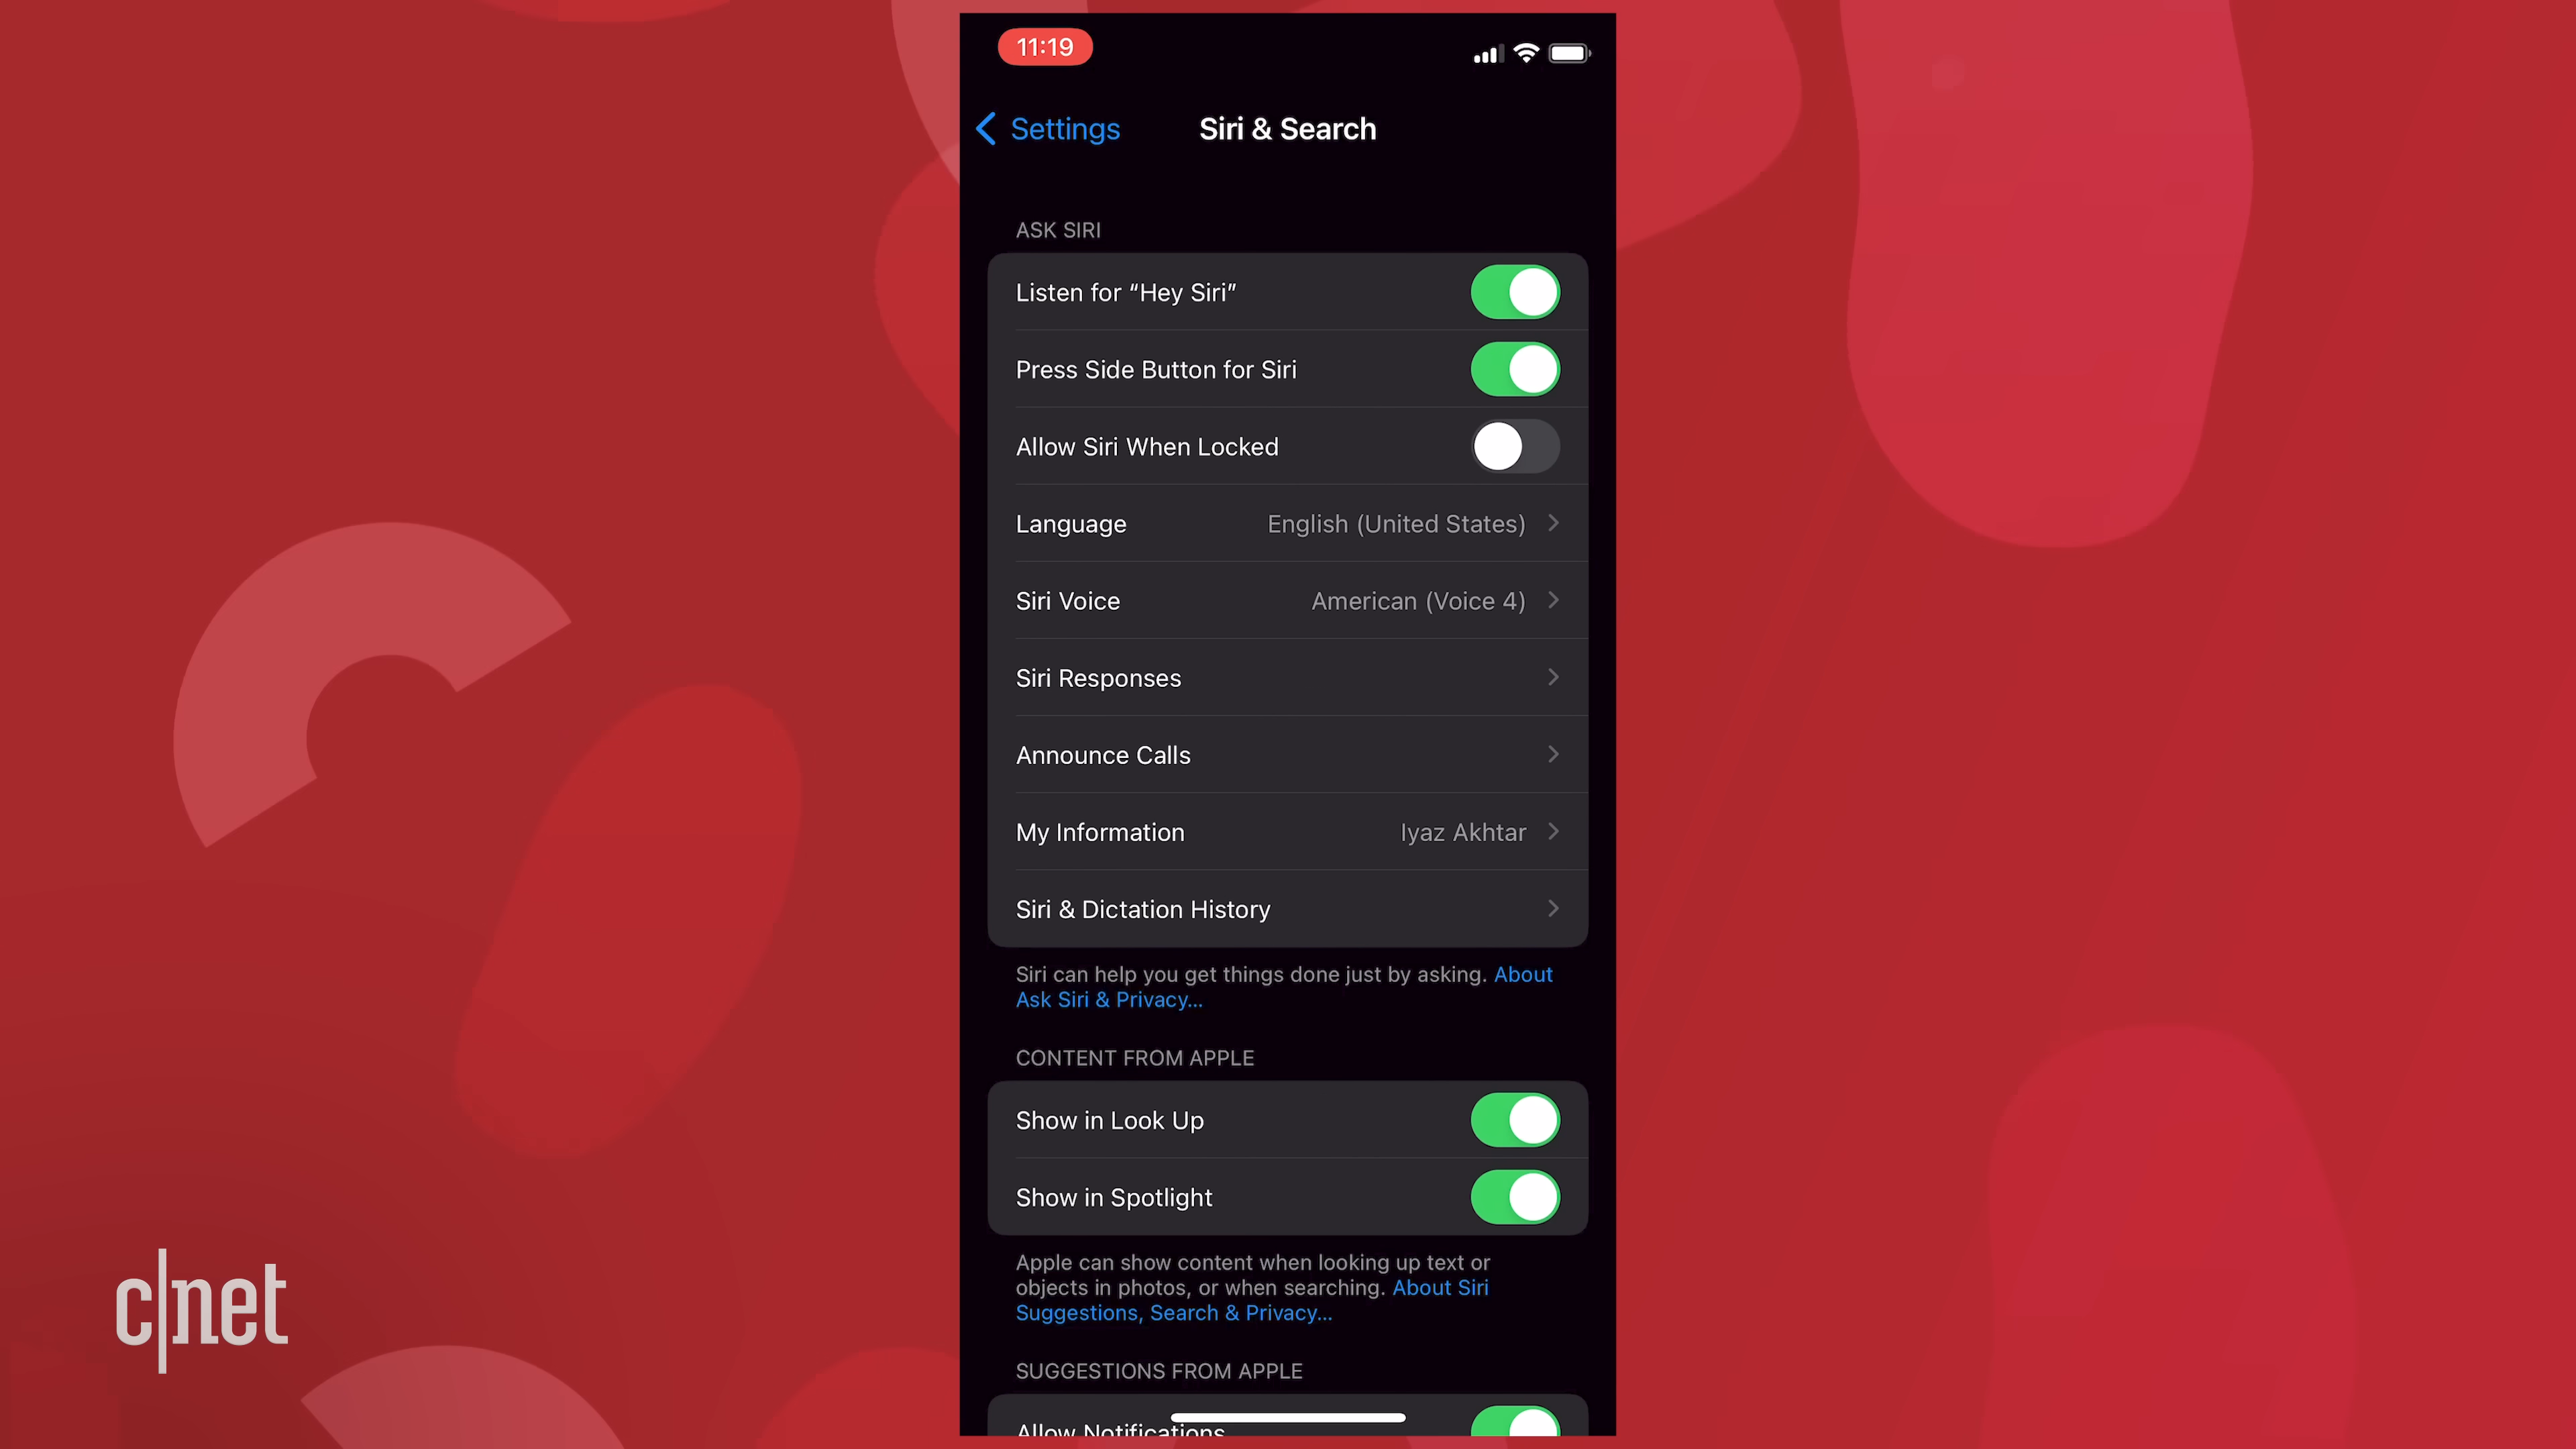 11:19
Settings
Siri & Search
ASK SIRI
Listen for “Hey Siri”
Press Side Button for Siri
Allow Siri When Locked
Language English (United States)
Siri Voice American (Voice 4)
Siri Responses
Announce Calls
My Information Iyaz Akhtar
Siri & Dictation History
Siri can help you get things done just by asking. About
Ask Siri & Privacy...
CONTENT FROM APPLE
Show in Look Up
Show in Spotlight
Apple can show content when looking up text or
objects in photos, or when searching. About Siri
Suggestions, Search & Privacy...
SUGGESTIONS FROM APPLE
Allow Notifications
c|net